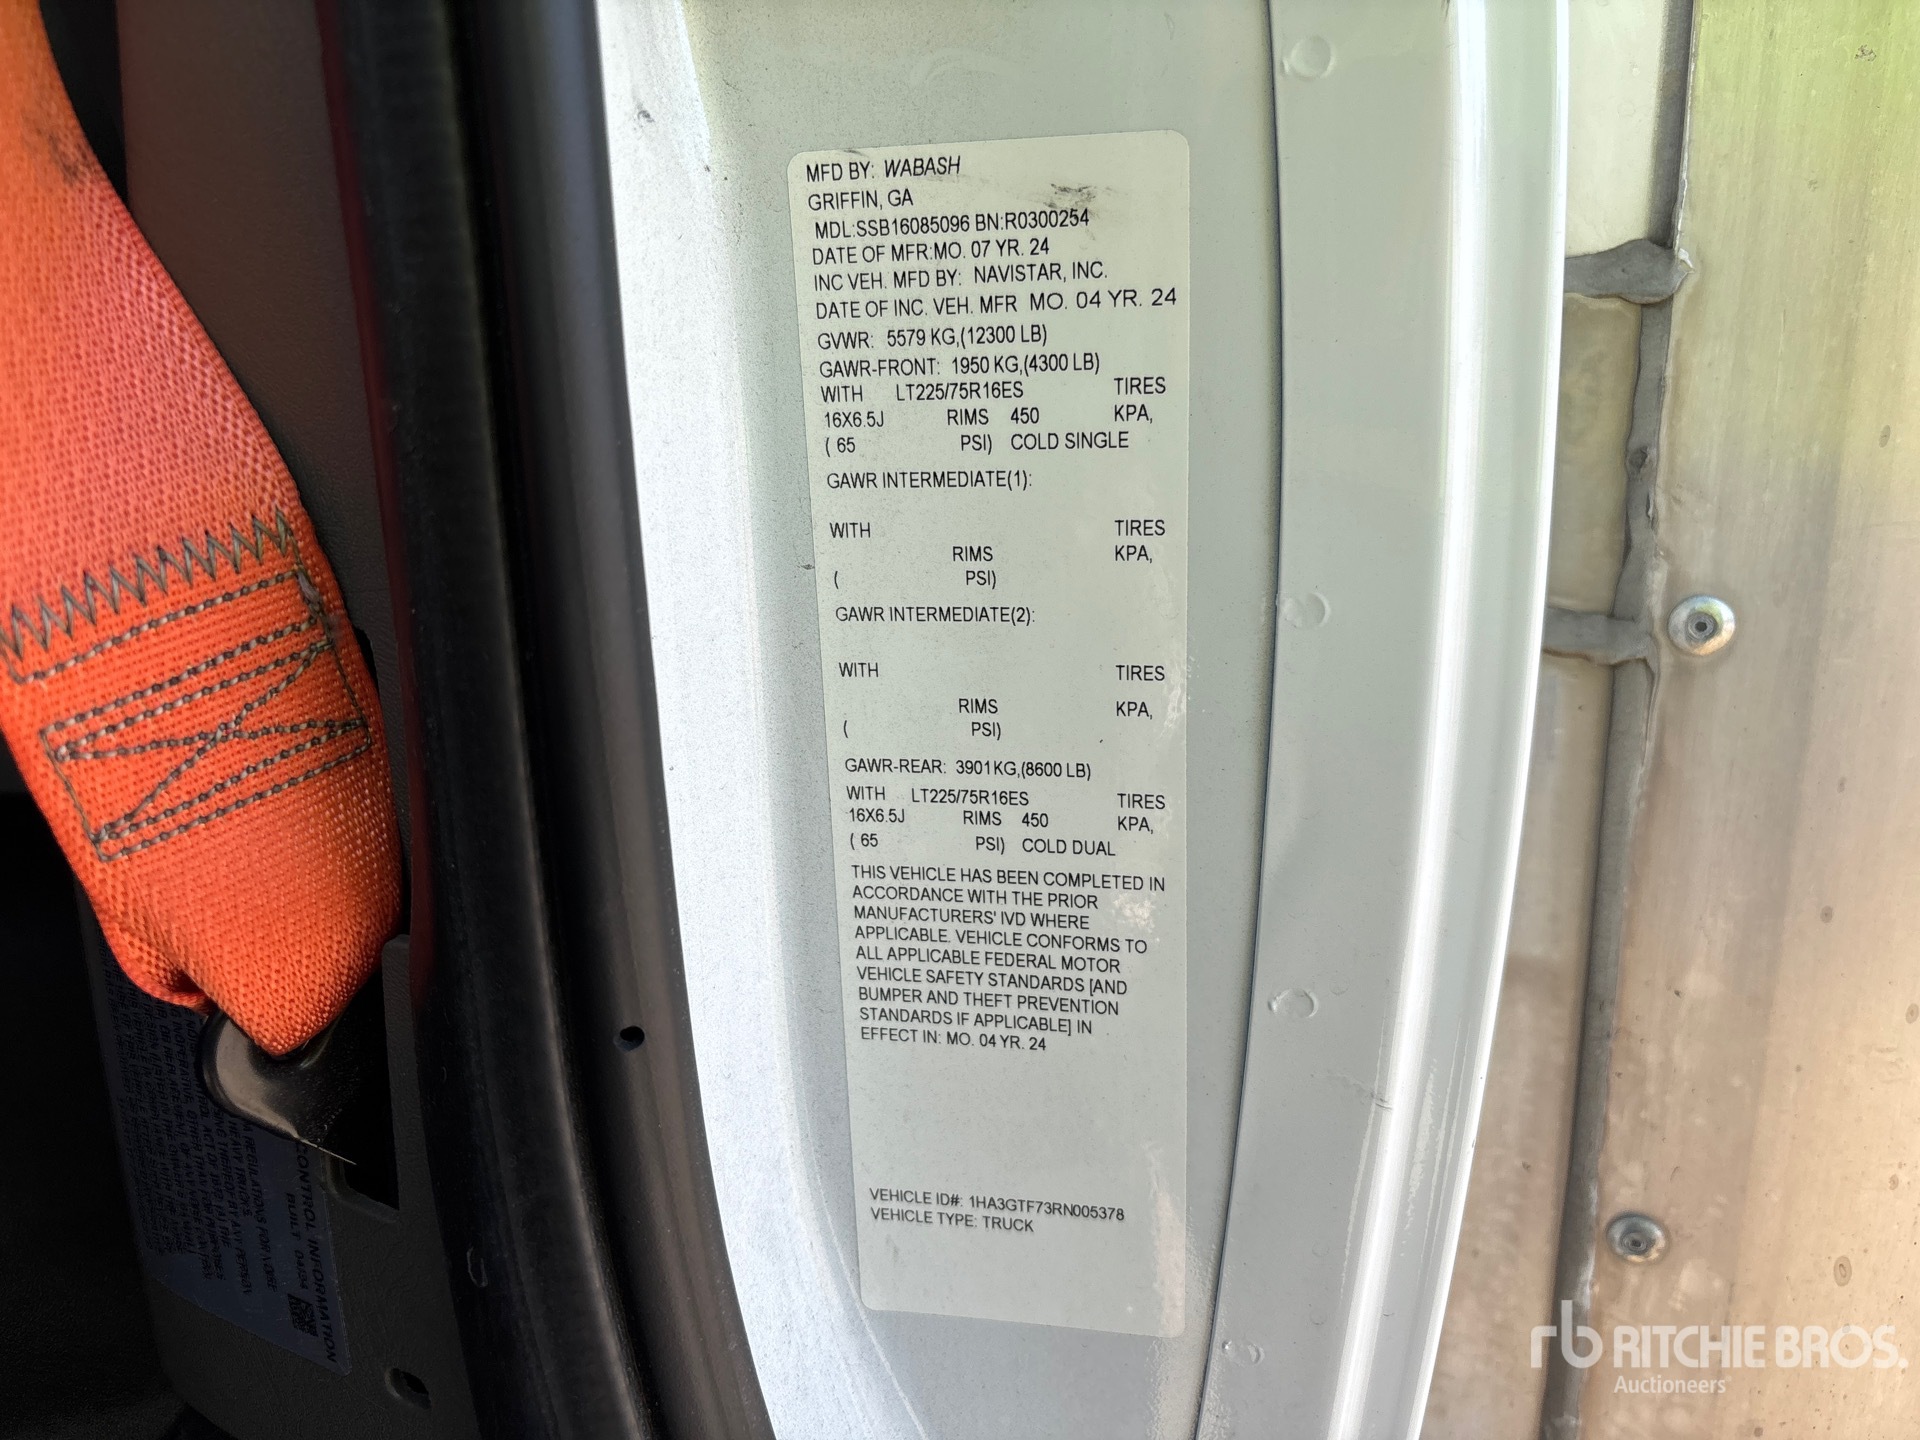 MFD BY: WABASH
GRIFFIN, GA
MDL:SSB16085096 BN:R0300254
DATE OF MFR:MO. 07 YR. 24
INC VEH. MFD BY: NAVISTAR, INC.
DATE OF INC. VEH. MFR MO. 04 YR. 24
GVWR: 5579 KG,(12300 LB)
GAWR-FRONT: 1950 KG,(4300 LB)
WITH LT225/75R16ES TIRES
16X6.5J RIMS 450 KPA,
( 65 PSI) COLD SINGLE
GAWR INTERMEDIATE(1):
WITH TIRES
RIMS KPA,
( PSI)
GAWR INTERMEDIATE(2):
WITH TIRES
RIMS KPA,
( PSI)
GAWR-REAR: 3901KG,(8600 LB)
WITH LT225/75R16ES TIRES
16X6.5J RIMS 450 KPA,
( 65 PSI) COLD DUAL
THIS VEHICLE HAS BEEN COMPLETED IN
ACCORDANCE WITH THE PRIOR
MANUFACTURERS' IVD WHERE
APPLICABLE. VEHICLE CONFORMS TO
ALL APPLICABLE FEDERAL MOTOR
VEHICLE SAFETY STANDARDS [AND
BUMPER AND THEFT PREVENTION
STANDARDS IF APPLICABLE] IN
EFFECT IN: MO. 04 YR. 24
VEHICLE ID#: 1HA3GTF73RN005378
VEHICLE TYPE: TRUCK
CONTROL INFORMATION
BUILT
rb RITCHIE BROS.
Auctioneers